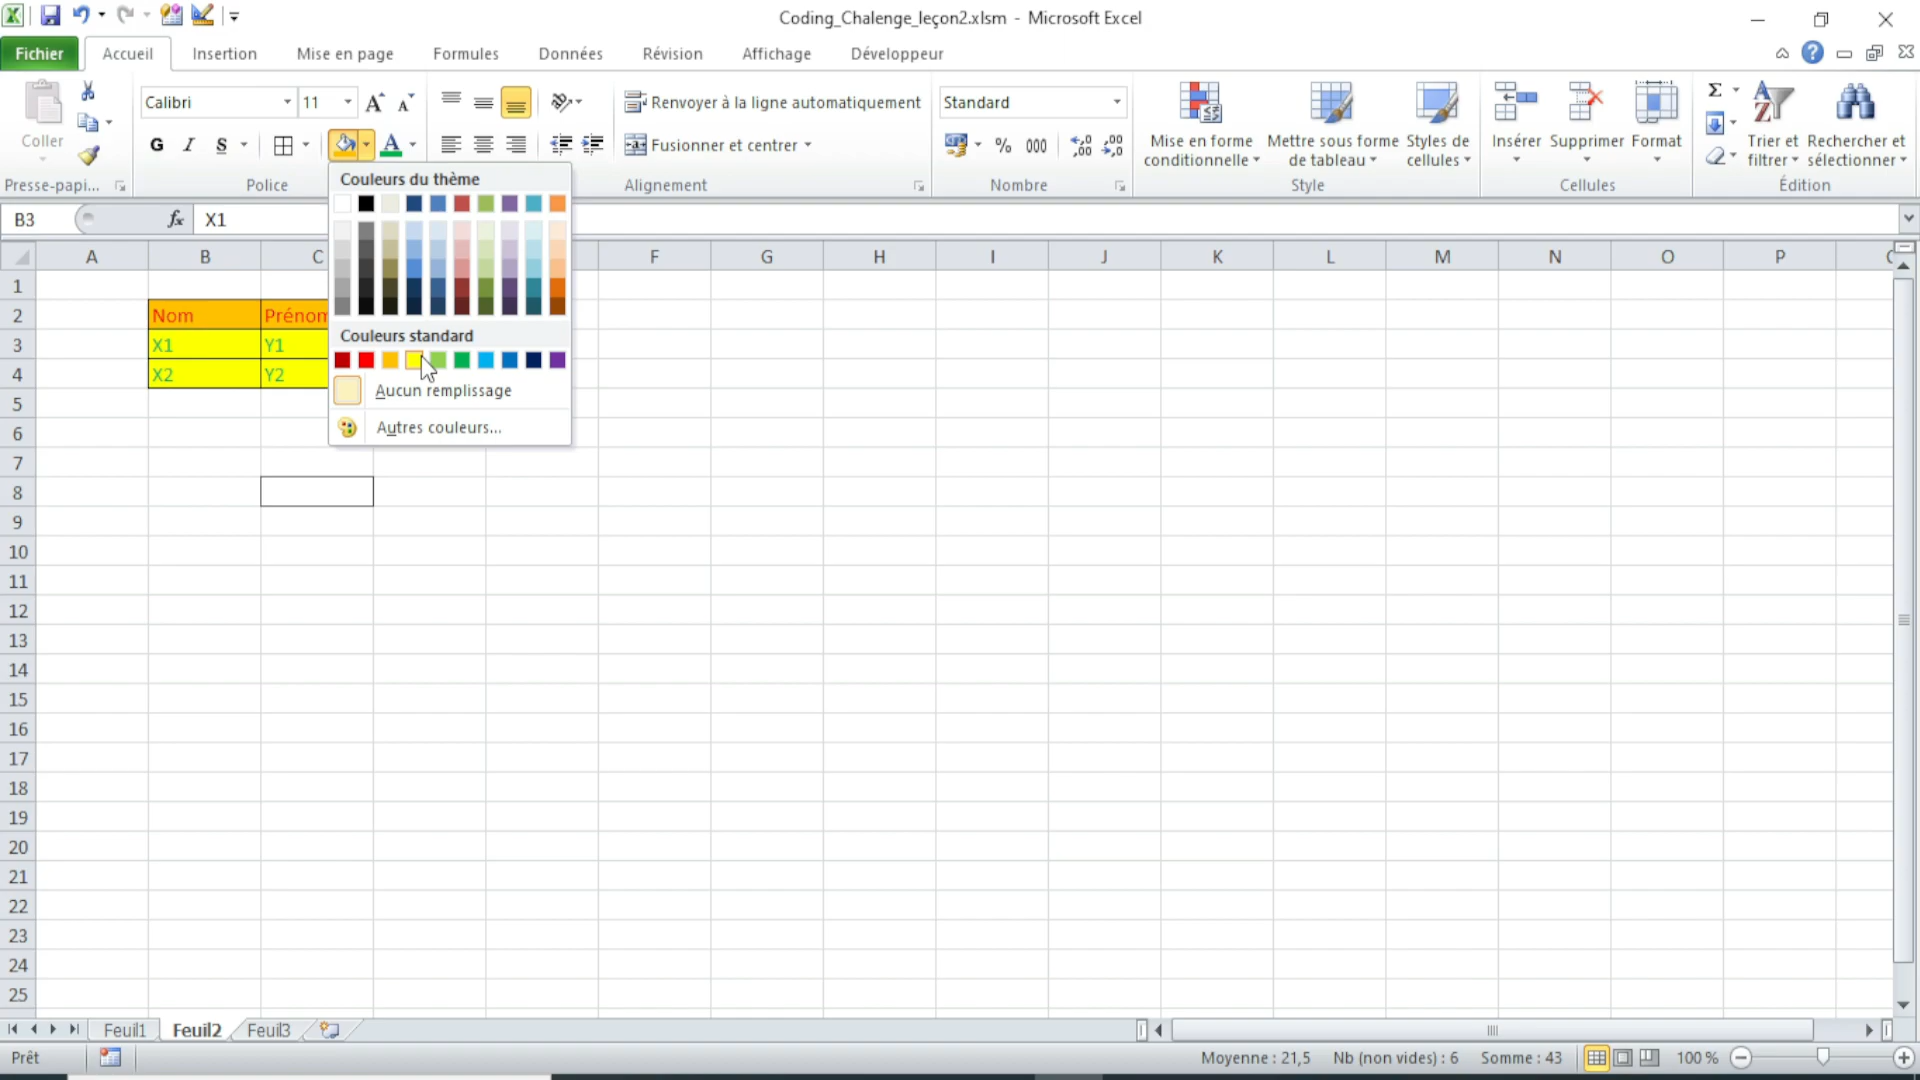 Coding_Chalenge_leçon2.xlsm - Microsoft Excel
Fichier Accueil Insertion Mise en page Formules Données Révision Affichage Développeur
Coller
Calibri 11
G I S A
Renvoyer à la ligne automatiquement
Fusionner et centrer
Standard
% 000
Mise en forme conditionnelle
Mettre sous forme de tableau
Styles de cellules
Insérer
Supprimer
Format
Σ
Trier et filtrer
Rechercher et sélectionner
Presse-papi... Police Alignement Nombre Style Cellules Édition
B3 fx X1
Couleurs du thème
Couleurs standard
Aucun remplissage
Autres couleurs...
A B C F G H I J K L M N O P
1
2 Nom Prénom
3 X1 Y1
4 X2 Y2
5
6
7
8
9
10
11
12
13
14
15
16
17
18
19
20
21
22
23
24
25
Feuil1 Feuil2 Feuil3
Prêt Moyenne : 21,5 Nb (non vides) : 6 Somme : 43 100 %